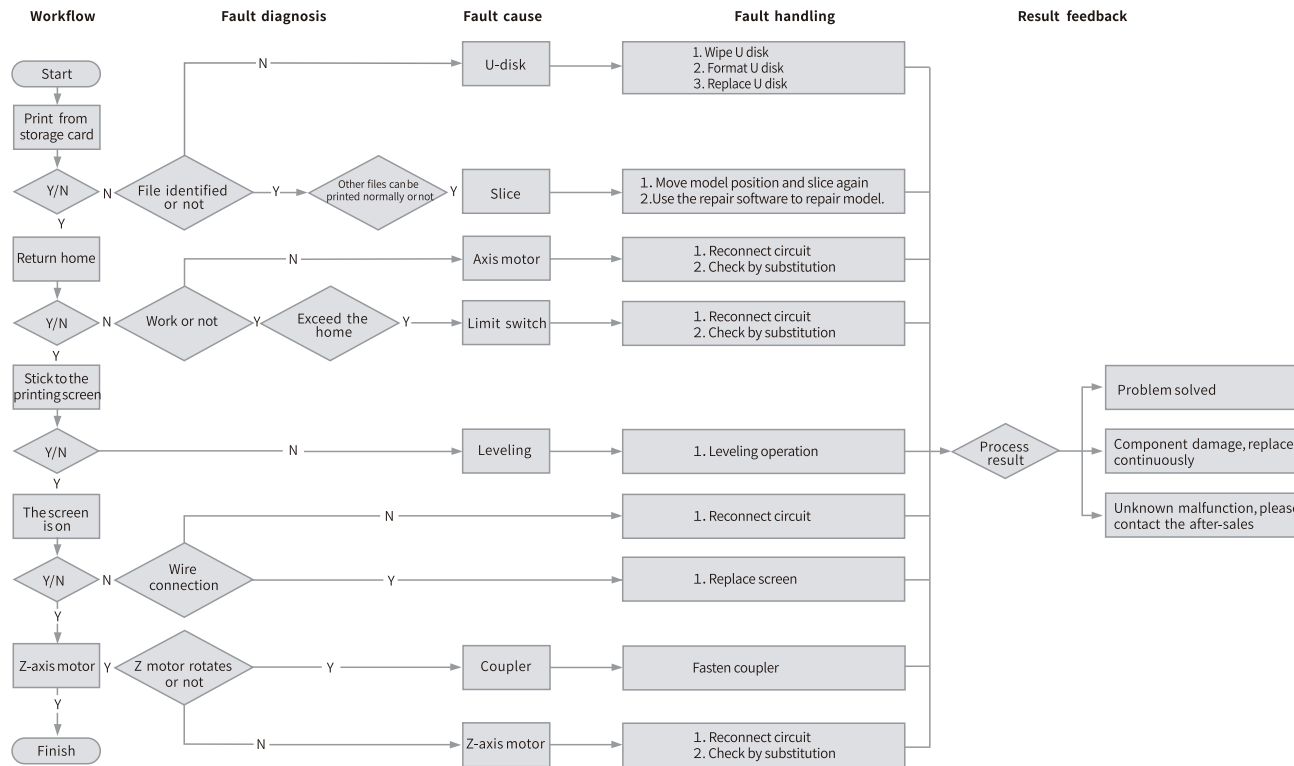 Workflow
Fault diagnosis
Fault cause
Fault handling
Result feedback
Start
Print from
storage card
Y/N
N
File identified
or not
N
U-disk
1. Wipe U disk
2. Format U disk
3. Replace U disk
Y
Other files can be
printed normally or not
Y
Slice
1. Move model position and slice again
2.Use the repair software to repair model.
Y
Return home
Y/N
N
Work or not
N
Axis motor
1. Reconnect circuit
2. Check by substitution
Y
Exceed the
home
Y
Limit switch
1. Reconnect circuit
2. Check by substitution
Y
Stick to the
printing screen
Y/N
N
Leveling
1. Leveling operation
Y
The screen
is on
Y/N
N
Wire
connection
N
1. Reconnect circuit
Y
1. Replace screen
Y
Z-axis motor
Y
Z motor rotates
or not
Y
Coupler
Fasten coupler
N
Z-axis motor
1. Reconnect circuit
2. Check by substitution
Y
Finish
Process
result
Problem solved
Component damage, replace
continuously
Unknown malfunction, please
contact the after-sales